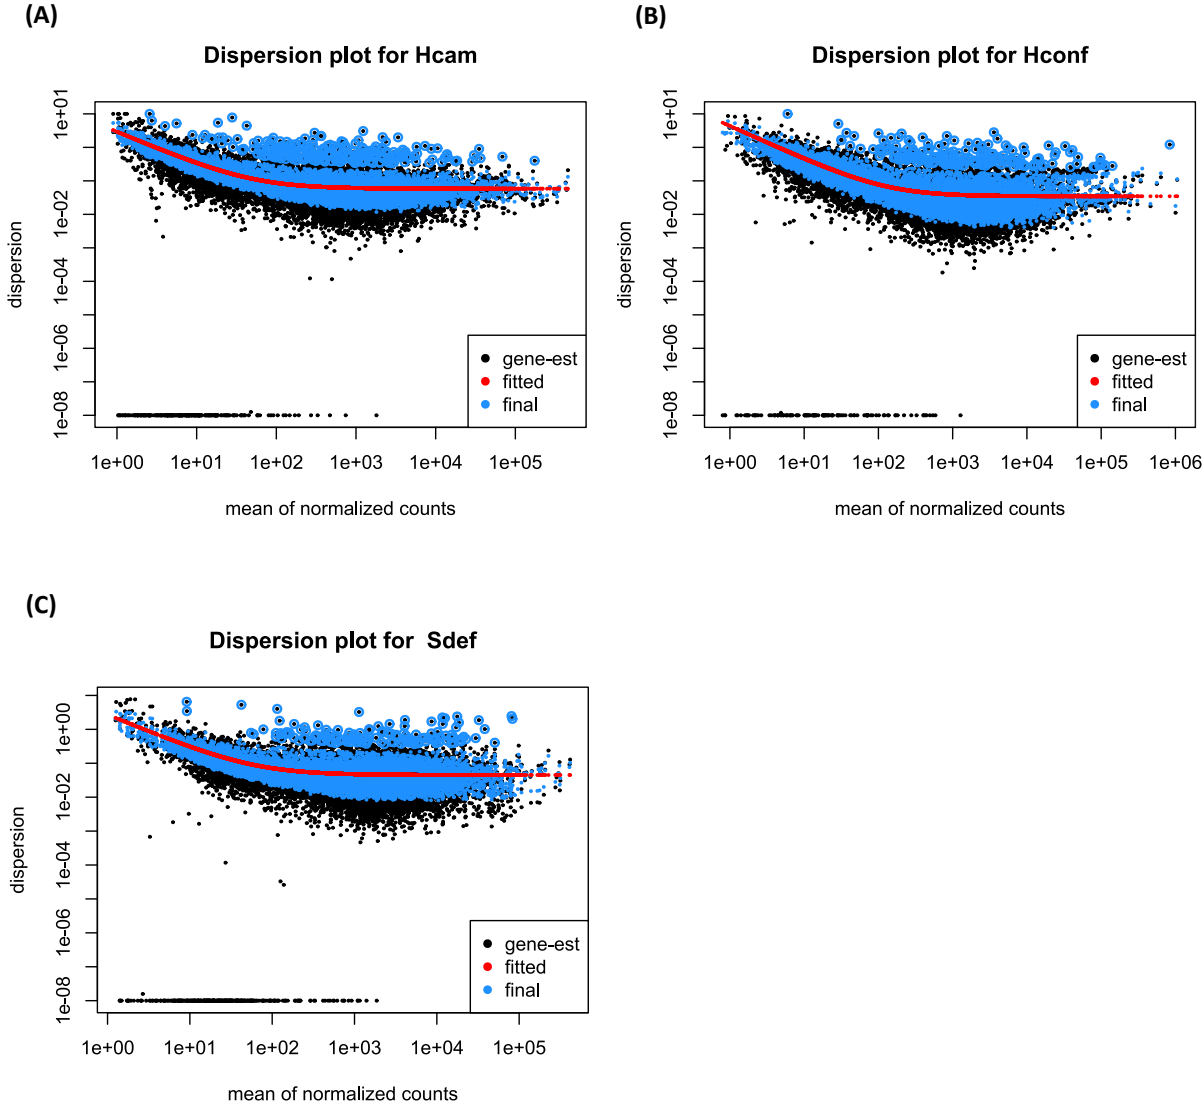 (A)
Dispersion plot for Hcam
dispersion
1e+01
1e-02
1e-04
1e-06
1e-08
gene-est
fitted
final
1e+00 1e+01 1e+02 1e+03 1e+04 1e+05
mean of normalized counts
(B)
Dispersion plot for Hconf
dispersion
1e+01
1e-02
1e-04
1e-06
1e-08
gene-est
fitted
final
1e+00 1e+01 1e+02 1e+03 1e+04 1e+05 1e+06
mean of normalized counts
(C)
Dispersion plot for Sdef
dispersion
1e+00
1e-02
1e-04
1e-06
1e-08
gene-est
fitted
final
1e+00 1e+01 1e+02 1e+03 1e+04 1e+05
mean of normalized counts